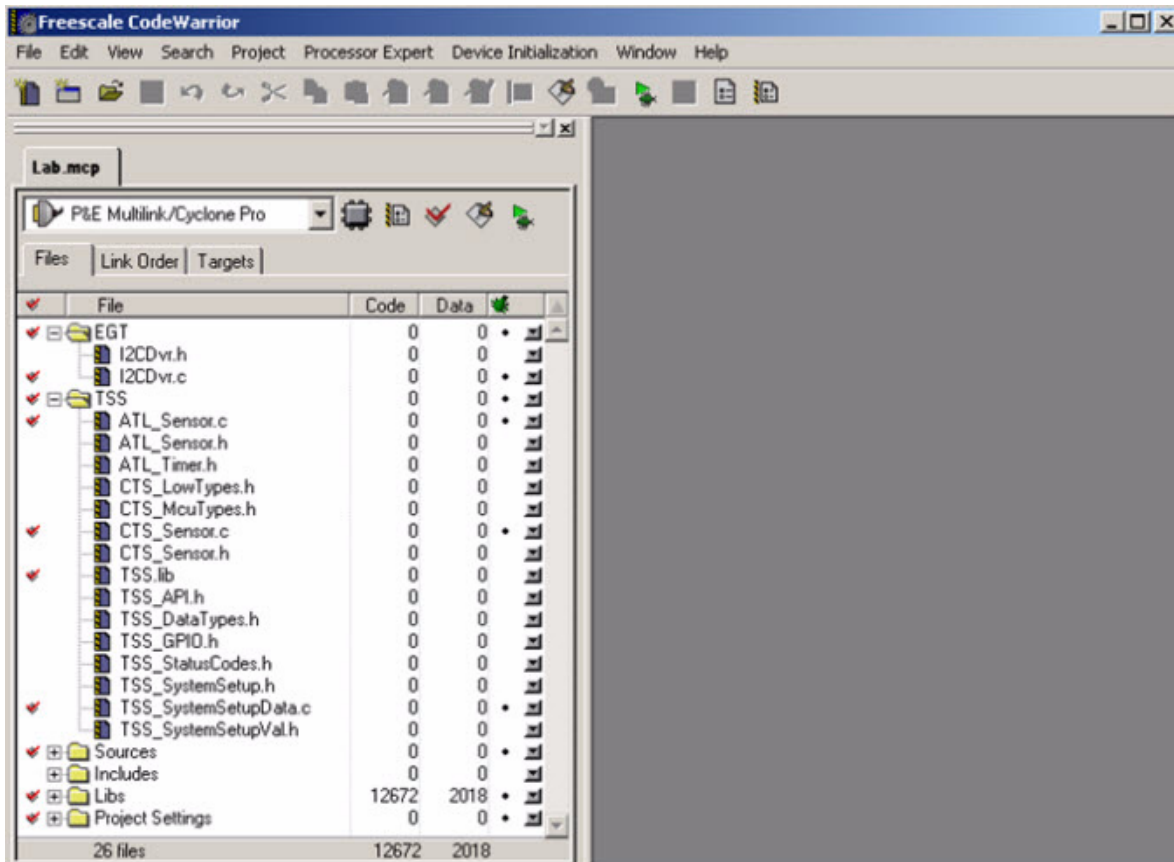 Freescale CodeWarrior
File Edit View Search Project Processor Expert Device Initialization Window Help
Lab.mcp
P&E Multilink/Cyclone Pro
Files Link Order Targets
File Code Data
EGT 0 0
I2CDvr.h 0 0
I2CDvr.c 0 0
TSS 0 0
ATL_Sensor.c 0 0
ATL_Sensor.h 0 0
ATL_Timer.h 0 0
CTS_LowTypes.h 0 0
CTS_McuTypes.h 0 0
CTS_Sensor.c 0 0
CTS_Sensor.h 0 0
TSS.lib 0 0
TSS_API.h 0 0
TSS_DataTypes.h 0 0
TSS_GPIO.h 0 0
TSS_StatusCodes.h 0 0
TSS_SystemSetup.h 0 0
TSS_SystemSetupData.c 0 0
TSS_SystemSetupVal.h 0 0
Sources 0 0
Includes 0 0
Libs 12672 2018
Project Settings 0 0
26 files 12672 2018